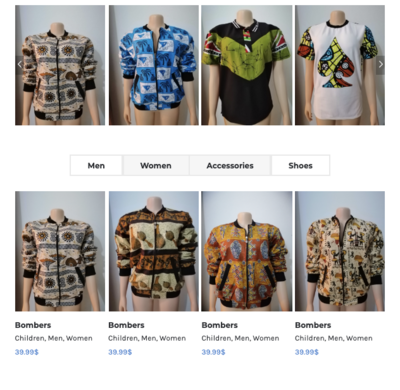 Men
Women
Accessories
Shoes
Bombers
Children, Men, Women
39.99$
Bombers
Children, Men, Women
39.99$
Bombers
Children, Men, Women
39.99$
Bombers
Children, Men, Women
39.99$